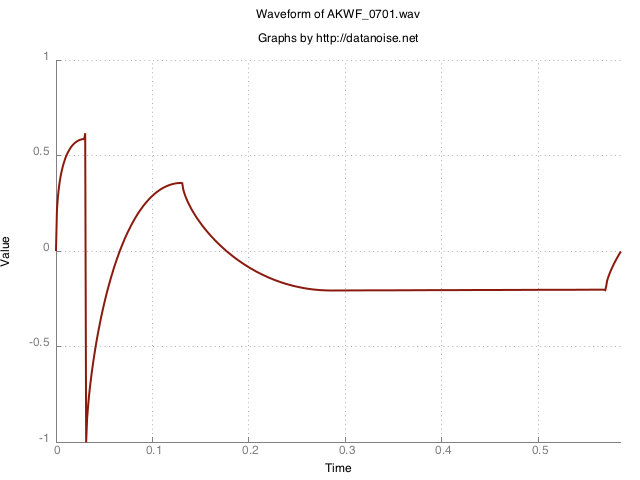 Waveform of AKWF_0701.wav
Graphs by http://datanoise.net
1
0.5
0
-0.5
-1
Value
0 0.1 0.2 0.3 0.4 0.5
Time